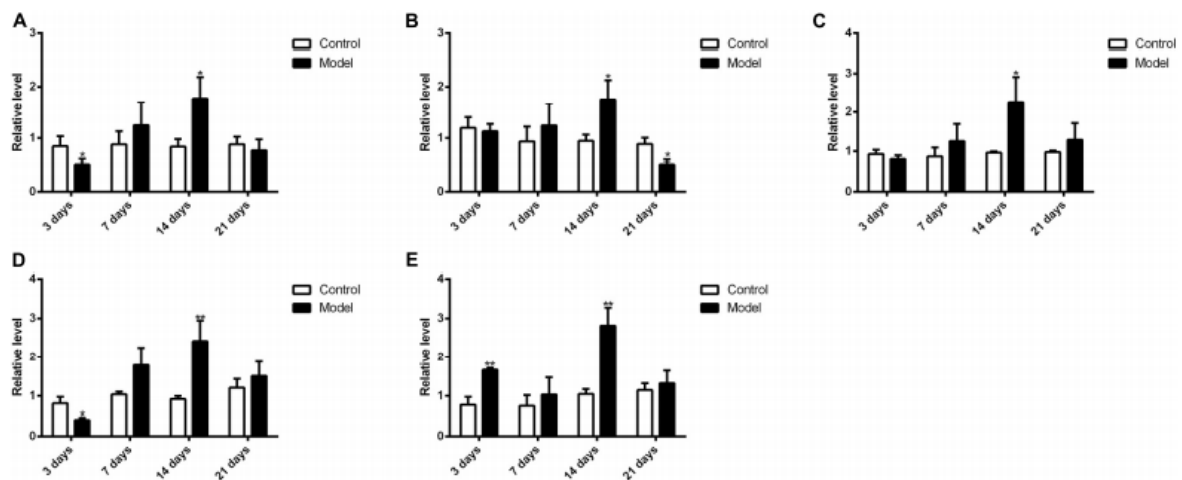 A
Relative level
3
2
1
0
Control
Model
*
*
3 days
7 days
14 days
21 days
B
Relative level
3
2
1
0
Control
Model
*
*
3 days
7 days
14 days
21 days
C
Relative level
4
3
2
1
0
Control
Model
*
3 days
7 days
14 days
21 days
D
Relative level
4
3
2
1
0
Control
Model
*
**
3 days
7 days
14 days
21 days
E
Relative level
4
3
2
1
0
Control
Model
**
**
3 days
7 days
14 days
21 days